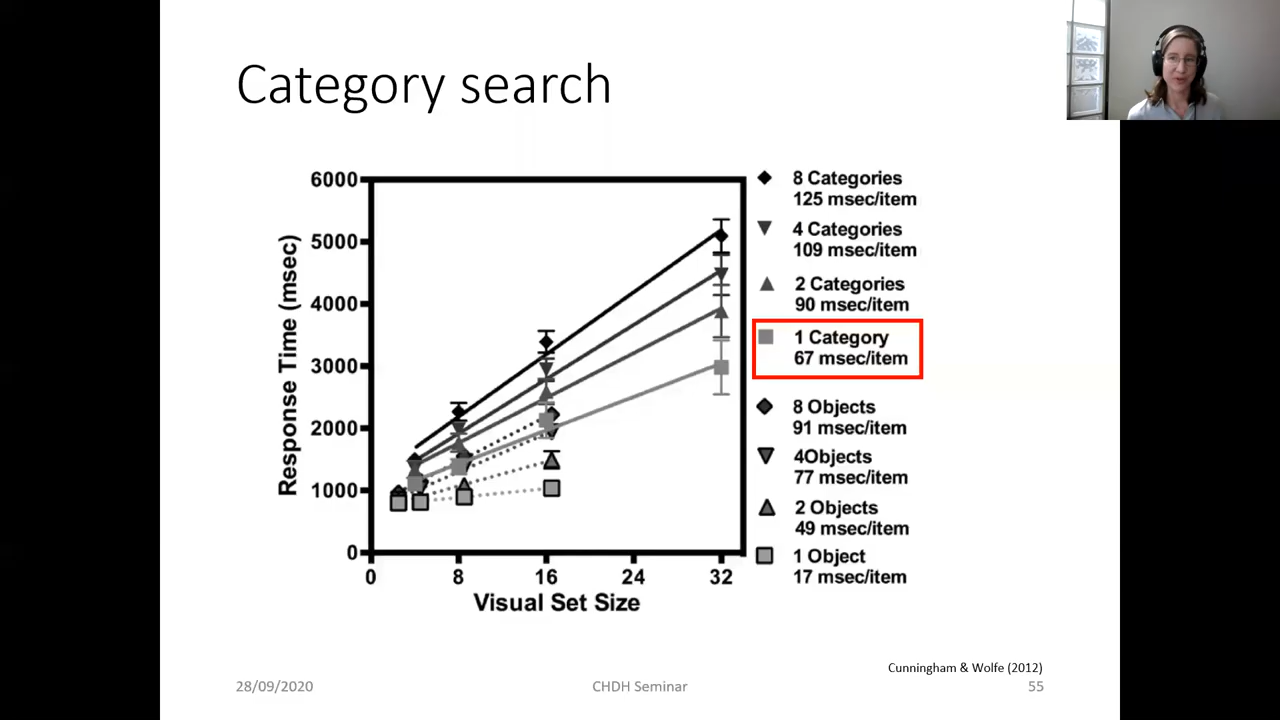 Category search
6000
5000
4000
3000
2000
1000
0
Response Time (msec)
0 8 16 24 32
Visual Set Size
8 Categories
125 msec/item
4 Categories
109 msec/item
2 Categories
90 msec/item
1 Category
67 msec/item
8 Objects
91 msec/item
4Objects
77 msec/item
2 Objects
49 msec/item
1 Object
17 msec/item
Cunningham & Wolfe (2012)
28/09/2020
CHDH Seminar
55